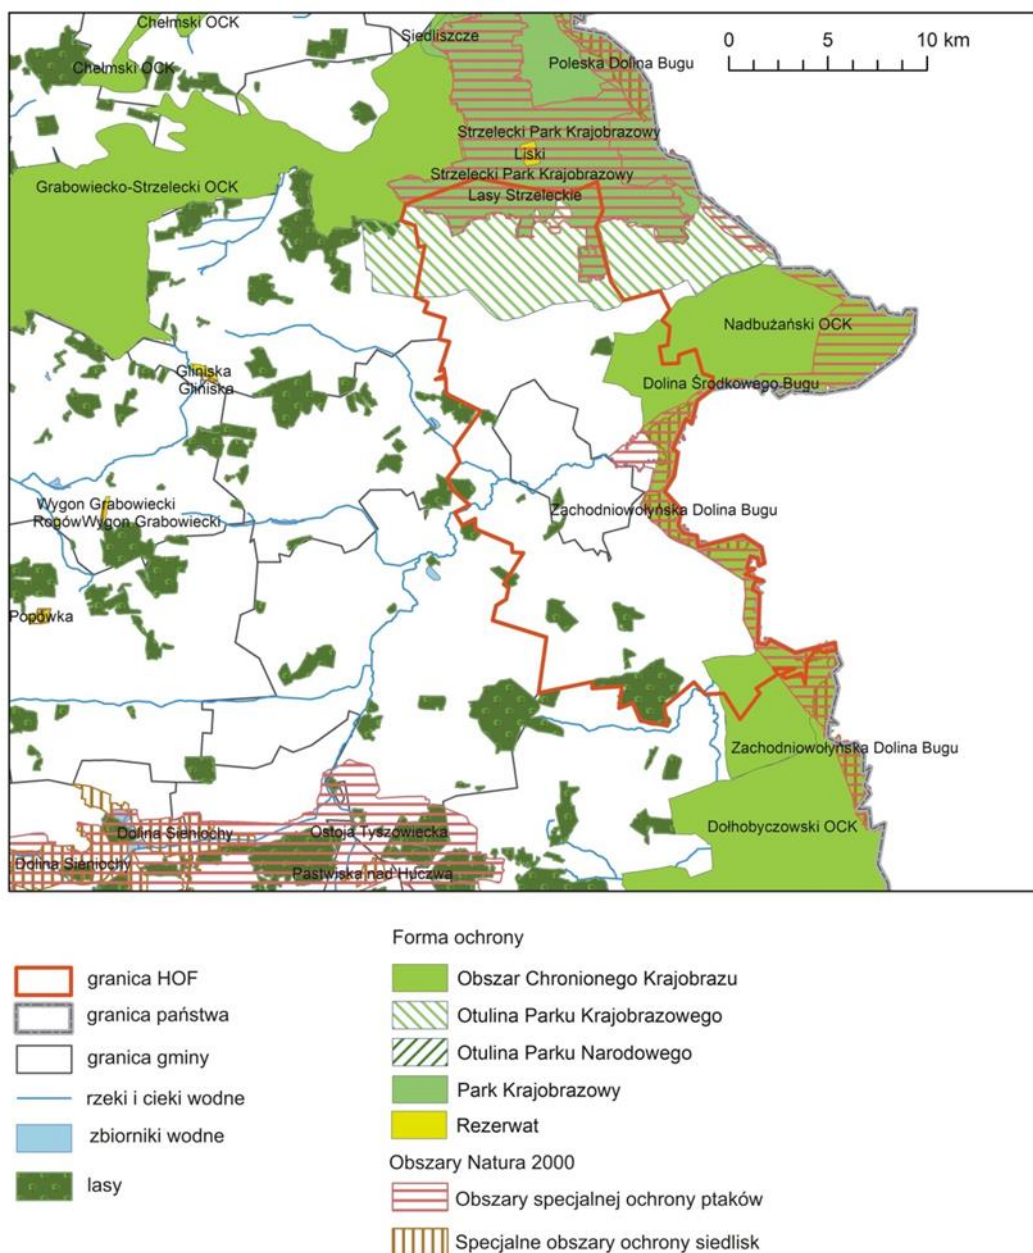 Chełmski OCK
Siedliszcze
Chełmski OCK
Poleska Dolina Bugu
0 5 10 km
Strzelecki Park Krajobrazowy
Liski
Strzelecki Park Krajobrazowy
Grabowiecko-Strzelecki OCK
Lasy Strzeleckie
Nadbużański OCK
Gliniska
Gliniska
Dolina Środkowego Bugu
Wygon Grabowiecki
Rogów Wygon Grabowiecki
Zachodniowołyńska Dolina Bugu
Popówka
Zachodniowołyńska Dolina Bugu
Dolina Sieniochy
Ostoja Tyszowiecka
Dołhobyczowski OCK
Dolina Sieniochy
Pastwiska nad Huczwą
granica HOF
granica państwa
granica gminy
rzeki i cieki wodne
zbiorniki wodne
lasy
Forma ochrony
Obszar Chronionego Krajobrazu
Otulina Parku Krajobrazowego
Otulina Parku Narodowego
Park Krajobrazowy
Rezerwat
Obszary Natura 2000
Obszary specjalnej ochrony ptaków
Specjalne obszary ochrony siedlisk